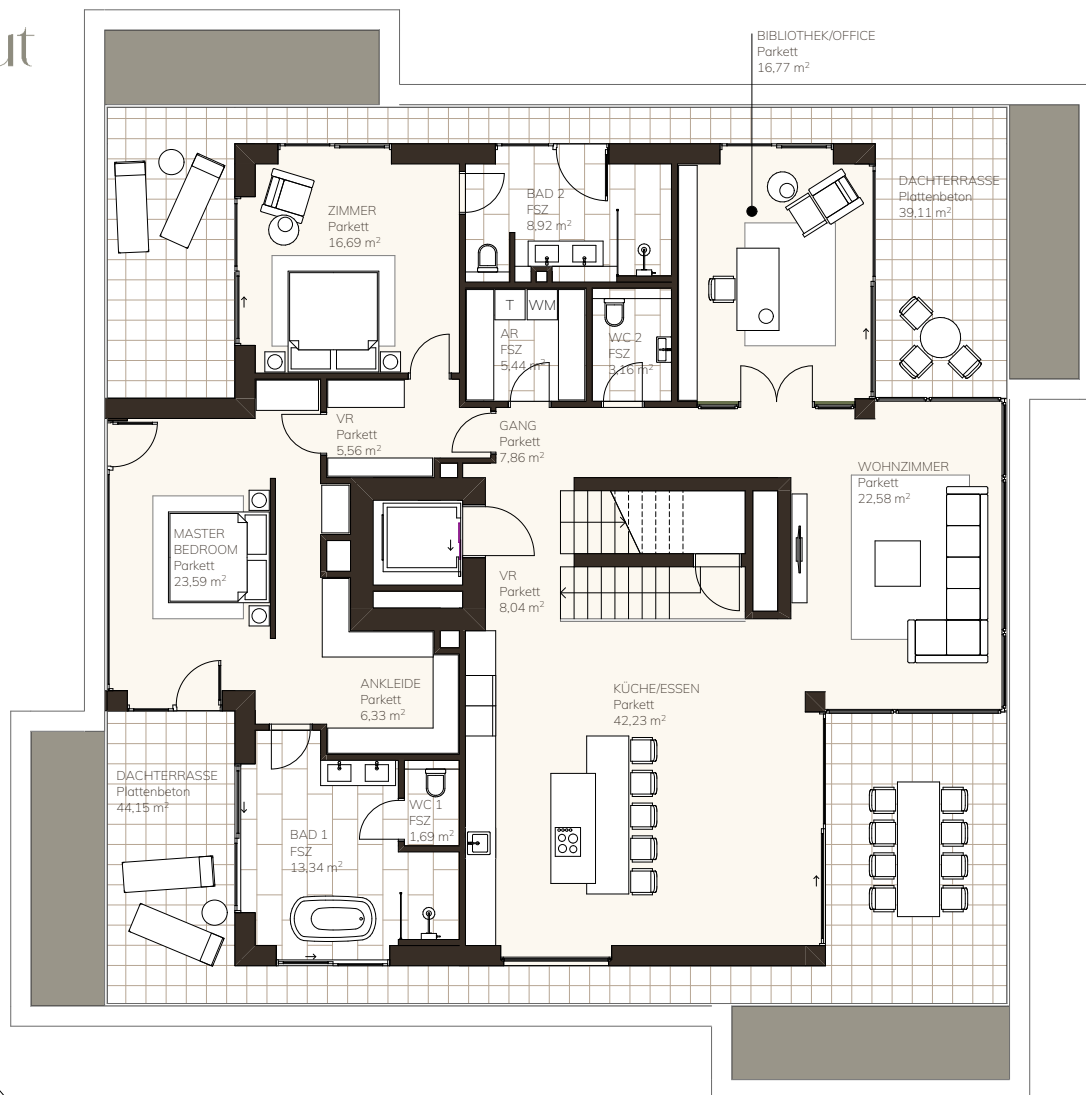 ut
BIBLIOTHEK/OFFICE
Parkett
16,77 m²
DACHTERRASSE
Plattenbeton
39,11 m²
ZIMMER
Parkett
16,69 m²
BAD 2
FSZ
8,92 m²
T WM
AR
FSZ
5,44 m²
WC 2
FSZ
3,16 m²
VR
Parkett
5,56 m²
GANG
Parkett
7,86 m²
WOHNZIMMER
Parkett
22,58 m²
MASTER
BEDROOM
Parkett
23,59 m²
VR
Parkett
8,04 m²
ANKLEIDE
Parkett
6,33 m²
KÜCHE/ESSEN
Parkett
42,23 m²
DACHTERRASSE
Plattenbeton
44,15 m²
BAD 1
FSZ
13,34 m²
WC 1
FSZ
1,69 m²